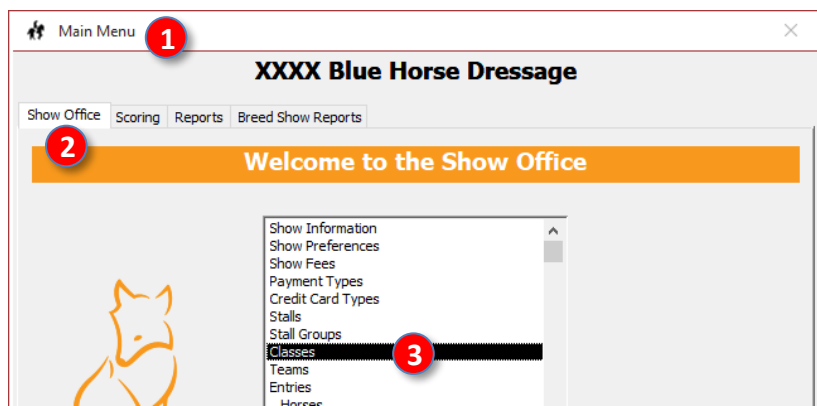 Main Menu 1
XXXX Blue Horse Dressage
Show Office Scoring Reports Breed Show Reports
2
Welcome to the Show Office
Show Information
Show Preferences
Show Fees
Payment Types
Credit Card Types
Stalls
Stall Groups
Classes 3
Teams
Entries
Horses